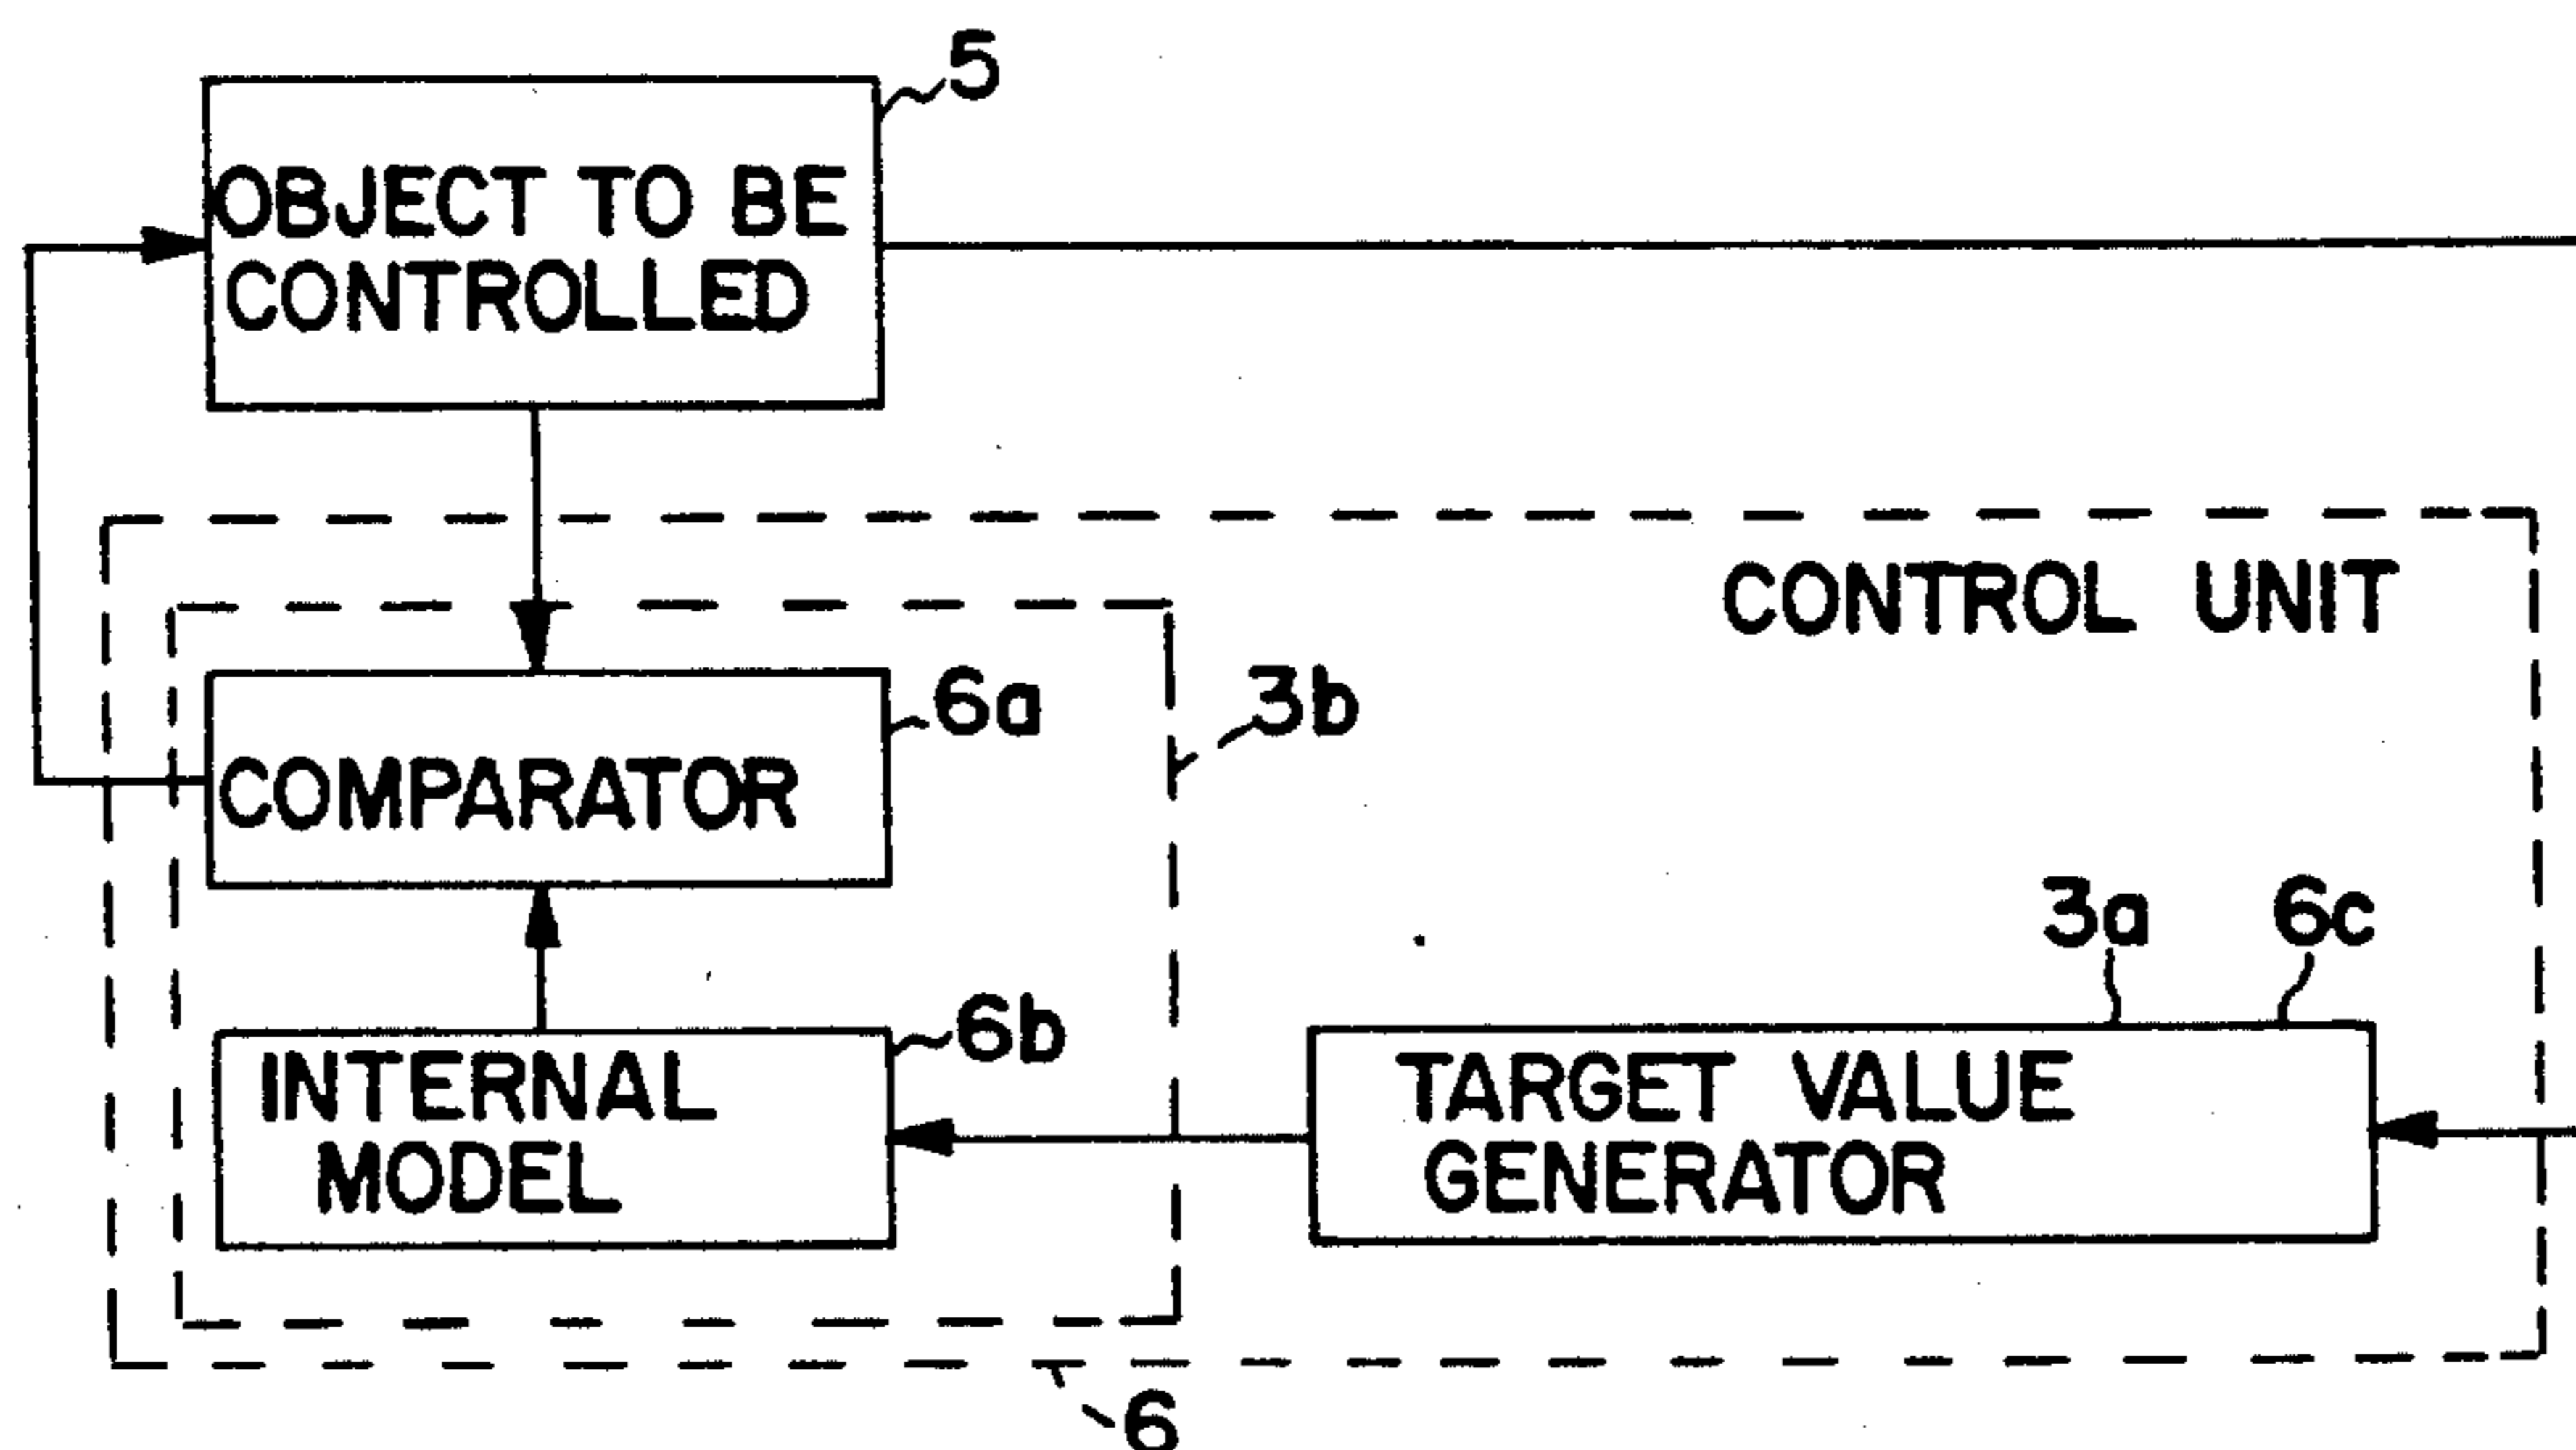 5
OBJECT TO BE
CONTROLLED
CONTROL UNIT
6a
3b
COMPARATOR
3a 6c
6b
INTERNAL
MODEL
TARGET VALUE
GENERATOR
6